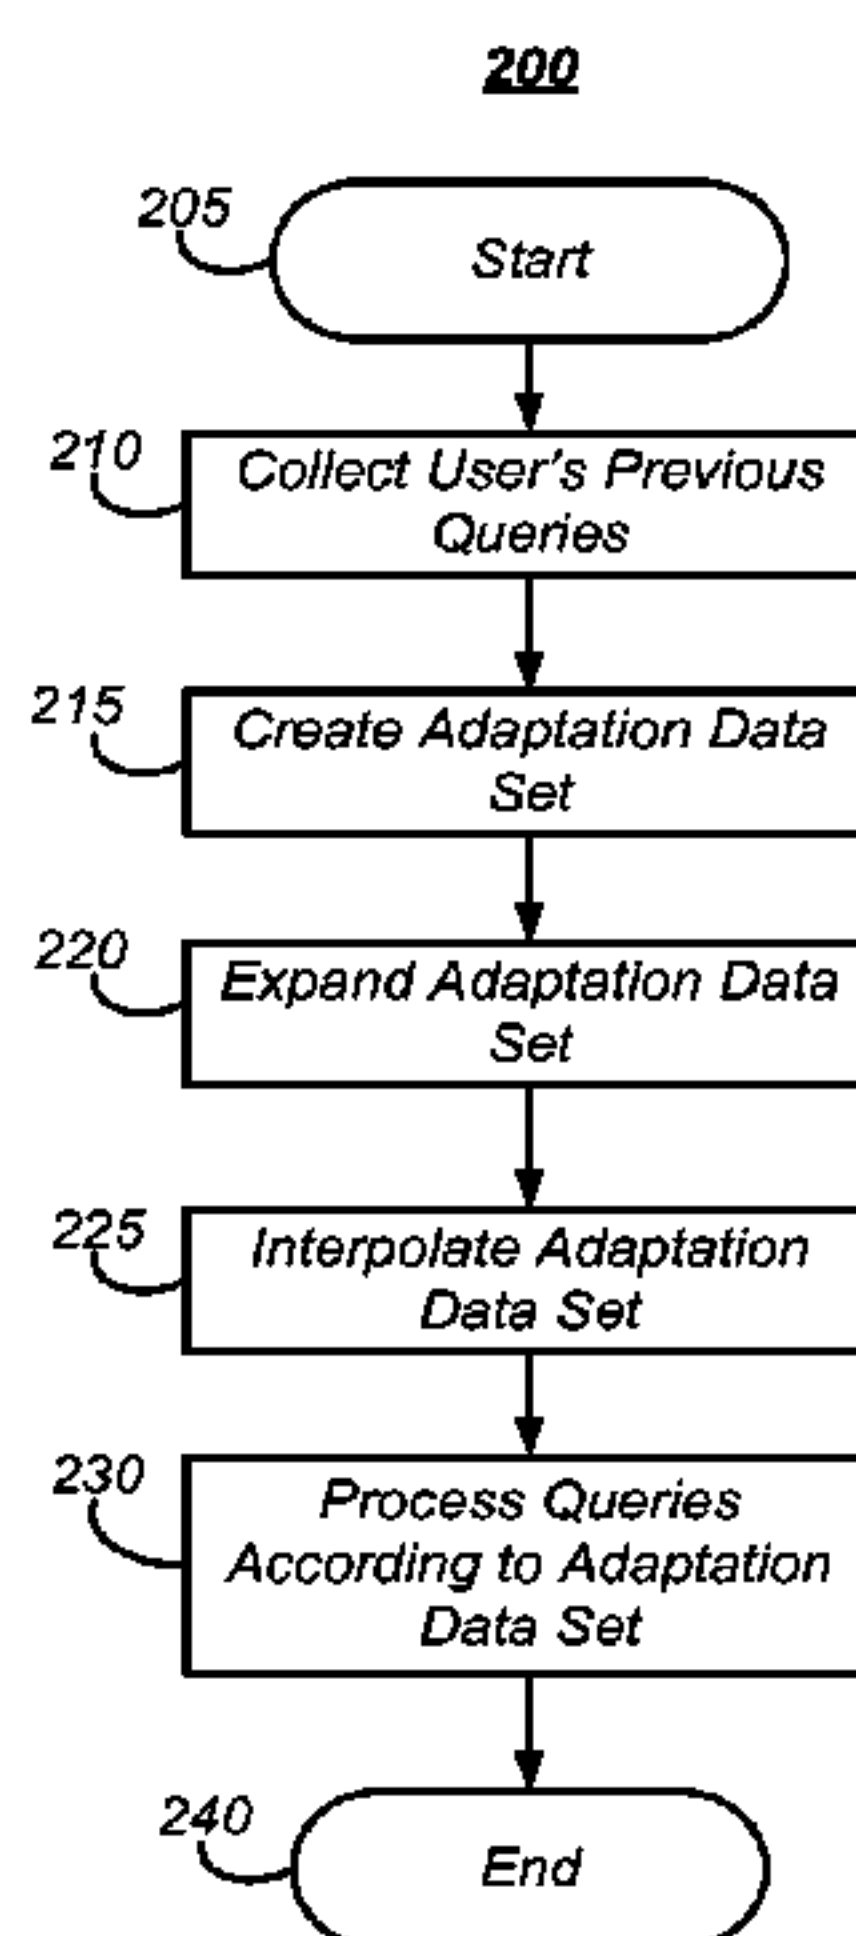 200
205
Start
210
Collect User's Previous
Queries
215
Create Adaptation Data
Set
220
Expand Adaptation Data
Set
225
Interpolate Adaptation
Data Set
230
Process Queries
According to Adaptation
Data Set
240
End